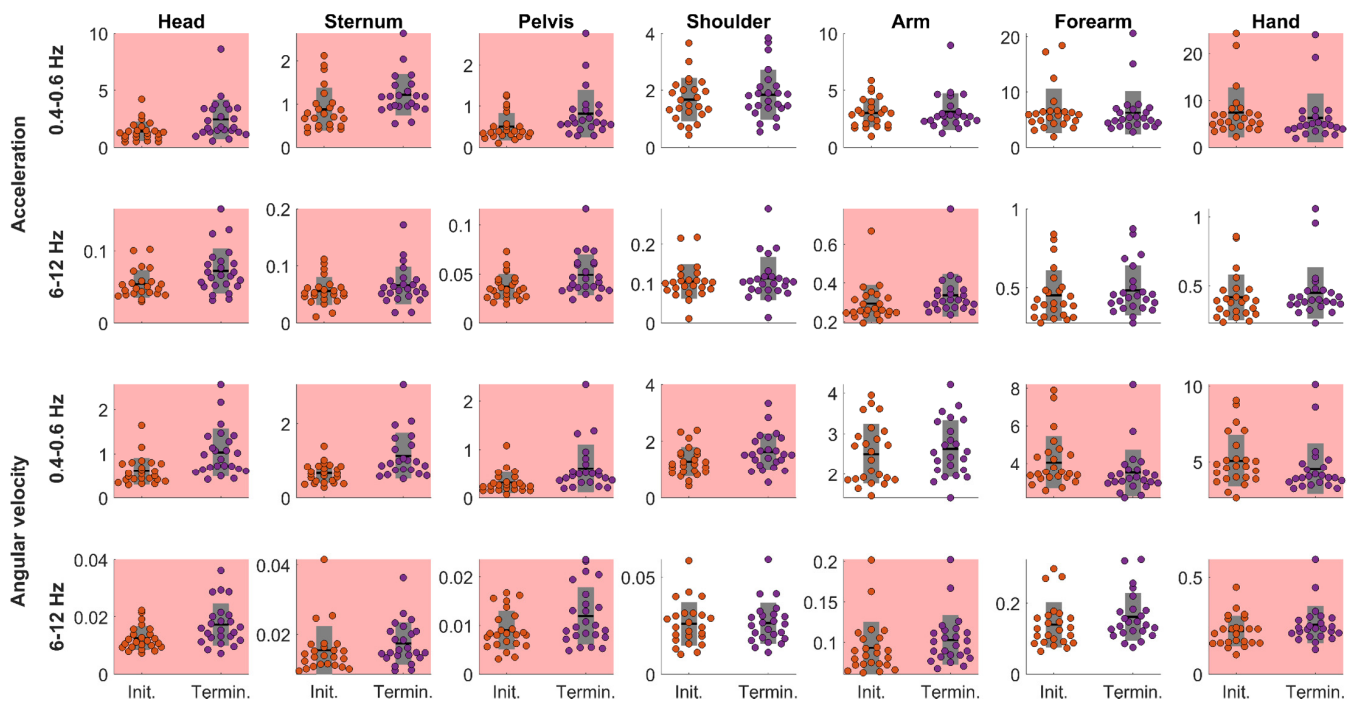 Head Sternum Pelvis Shoulder Arm Forearm Hand
Acceleration
0.4-0.6 Hz
10 5 0
2 1 0
2 1 0
4 2 0
10 5 0
20 10 0
20 10 0
6-12 Hz
0.1 0
0.2 0.1 0
0.1 0.05 0
0.2 0.1 0
0.6 0.4 0.2
1 0.5
1 0.5 0
Angular velocity
0.4-0.6 Hz
2 1 0
2 1 0
2 1 0
4 2 0
4 3 2
8 6 4
10 5
6-12 Hz
0.04 0.02 0
0.04 0.02
0.02 0.01 0
0.05 0
0.2 0.15 0.1
0.2 0
0.5 0
Init. Termin. Init. Termin. Init. Termin. Init. Termin. Init. Termin. Init. Termin. Init. Termin.